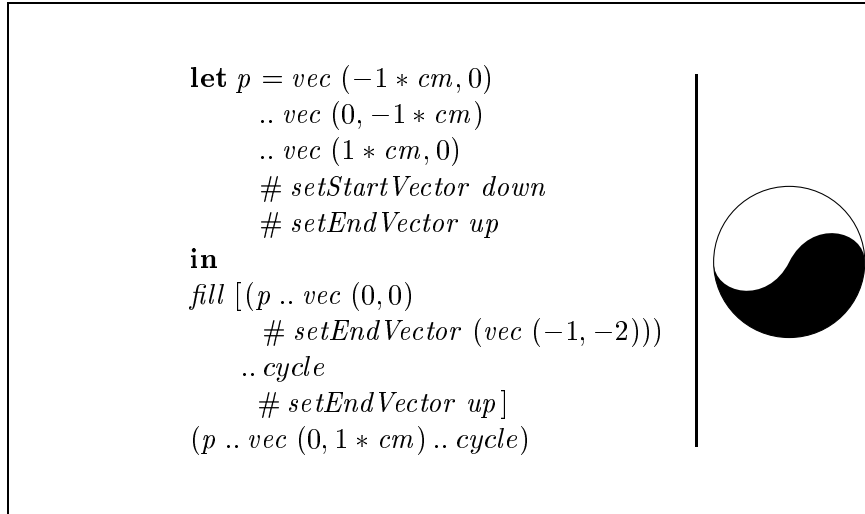 let p = vec (−1 * cm, 0)
.. vec (0, −1 * cm)
.. vec (1 * cm, 0)
# setStartVector down
# setEndVector up
in
fill [(p .. vec (0, 0)
# setEndVector (vec (−1, −2)))
.. cycle
# setEndVector up]
(p .. vec (0, 1 * cm) .. cycle)